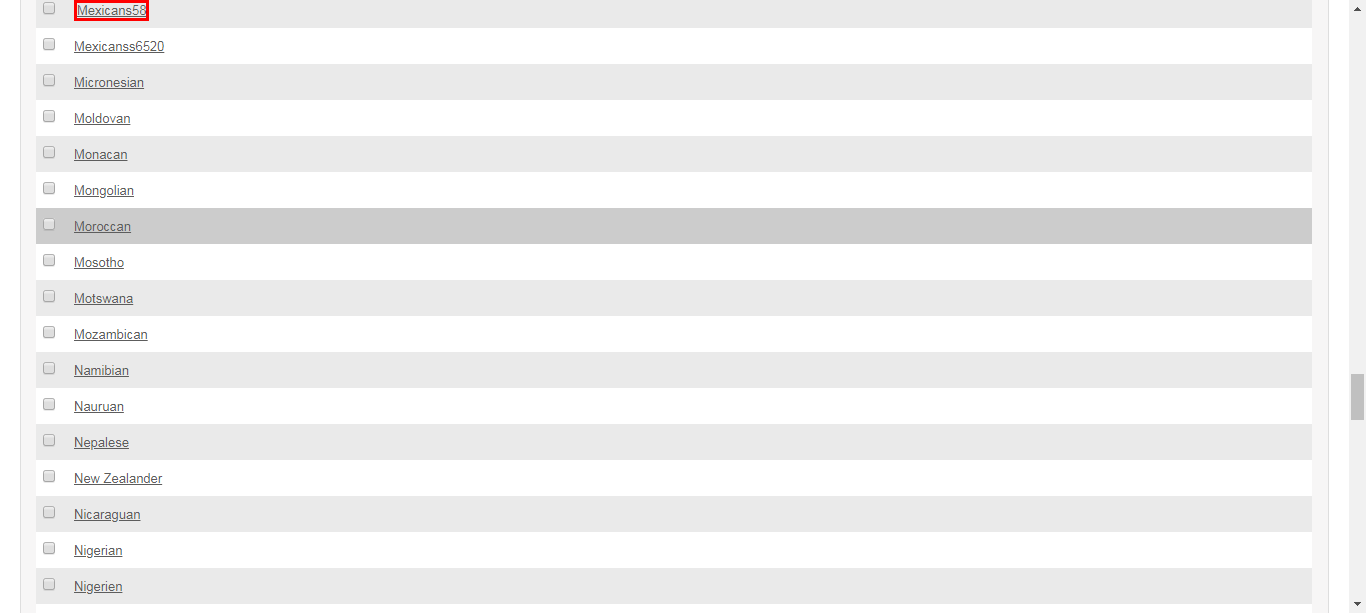 Mexicans58
Mexicanss6520
Micronesian
Moldovan
Monacan
Mongolian
Moroccan
Mosotho
Motswana
Mozambican
Namibian
Nauruan
Nepalese
New Zealander
Nicaraguan
Nigerian
Nigerien